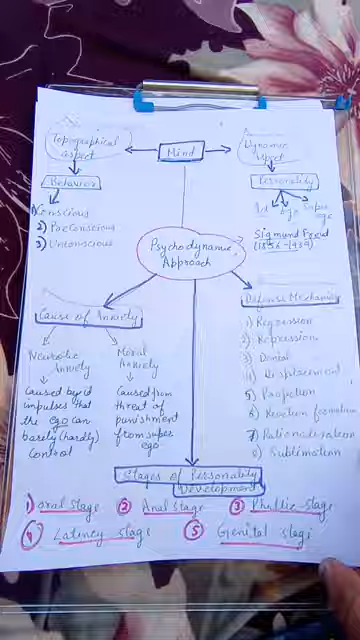 Mind
Topographical
aspect
Behavior
1) Conscious
2) PreConscious
3) Unconscious
Dynamic
aspect
Personality
Id ego super
ego
Sigmund Freud
(1856-1939)
Psychodynamic
Approach
Cause of Anxiety
Neurotic
Anxiety
Caused by id
impulses that
the ego can
barely (hardly)
Control
Moral
Anxiety
Caused from
threat of
punishment
from super
ego
Defense Mechanism
1) Regression
2) Repression
3) Denial
4) Displacement
5) Projection
6) Reaction formation
7) Rationalization
8) Sublimation
Stages of Personality
Development
1) Oral Stage 2) Anal Stage 3) Phallic Stage
4) Latency Stage 5) Genital Stage